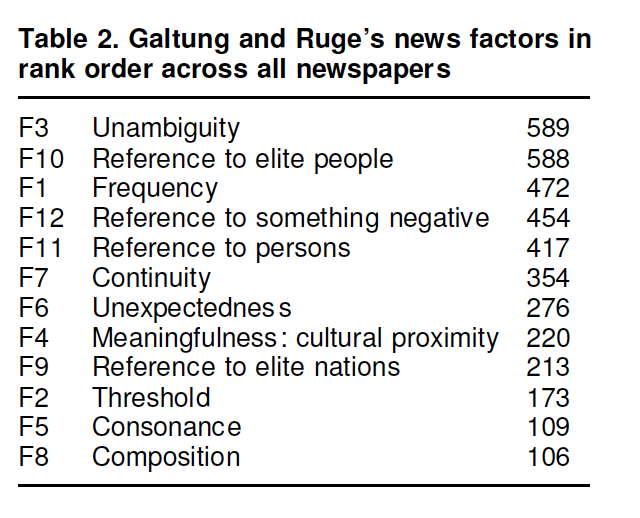 Table 2. Galtung and Ruge's news factors in
rank order across all newspapers
F3 Unambiguity 589
F10 Reference to elite people 588
F1 Frequency 472
F12 Reference to something negative 454
F11 Reference to persons 417
F7 Continuity 354
F6 Unexpectedness 276
F4 Meaningfulness: cultural proximity 220
F9 Reference to elite nations 213
F2 Threshold 173
F5 Consonance 109
F8 Composition 106